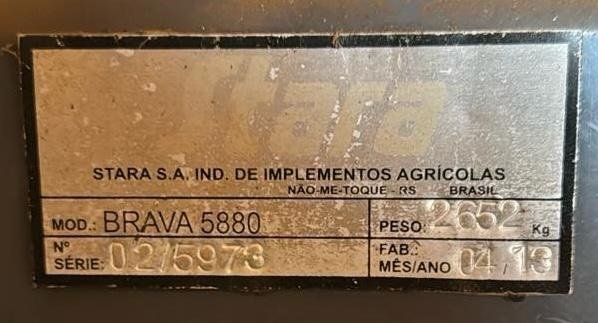 Stara
STARA S.A. IND. DE IMPLEMENTOS AGRÍCOLAS
NÃO-ME-TOQUE - RS BRASIL
MOD.: BRAVA 5880 PESO: 2652 Kg
Nº SÉRIE: 02/5973 FAB.: MÊS/ANO 04/13